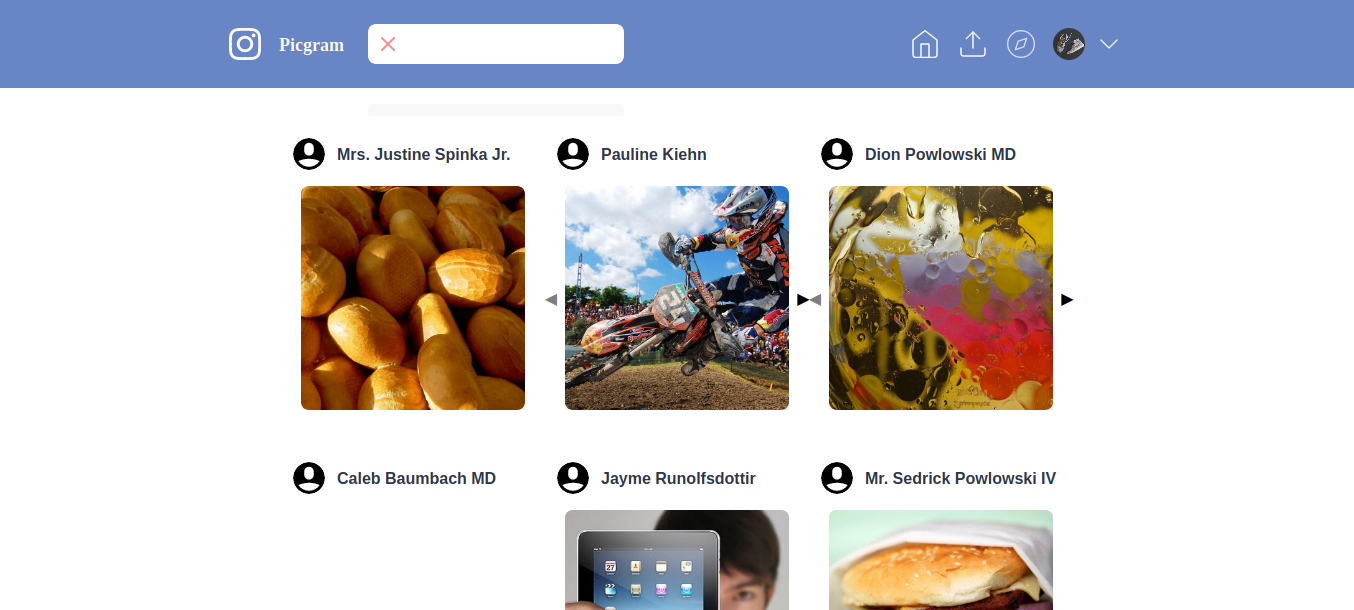 Picgram
Mrs. Justine Spinka Jr.
Pauline Kiehn
Dion Powlowski MD
Caleb Baumbach MD
Jayme Runolfsdottir
Mr. Sedrick Powlowski IV